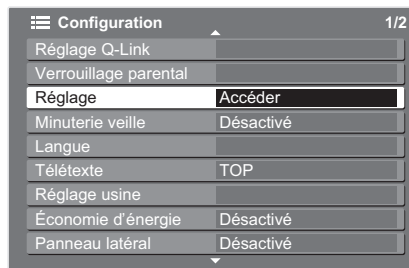 Configuration 1/2
Réglage Q-Link
Verrouillage parental
Réglage Accéder
Minuterie veille Désactivé
Langue
Télétexte TOP
Réglage usine
Économie d'énergie Désactivé
Panneau latéral Désactivé